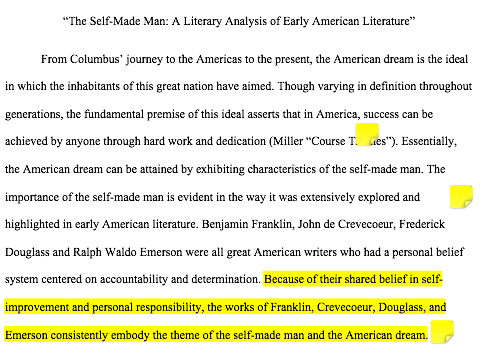 “The Self-Made Man: A Literary Analysis of Early American Literature”
From Columbus’ journey to the Americas to the present, the American dream is the ideal
in which the inhabitants of this great nation have aimed. Though varying in definition throughout
generations, the fundamental premise of this ideal asserts that in America, success can be
achieved by anyone through hard work and dedication (Miller “Course Themes”). Essentially,
the American dream can be attained by exhibiting characteristics of the self-made man. The
importance of the self-made man is evident in the way it was extensively explored and
highlighted in early American literature. Benjamin Franklin, John de Crevecoeur, Frederick
Douglass and Ralph Waldo Emerson were all great American writers who had a personal belief
system centered on accountability and determination. Because of their shared belief in self-
improvement and personal responsibility, the works of Franklin, Crevecoeur, Douglass, and
Emerson consistently embody the theme of the self-made man and the American dream.